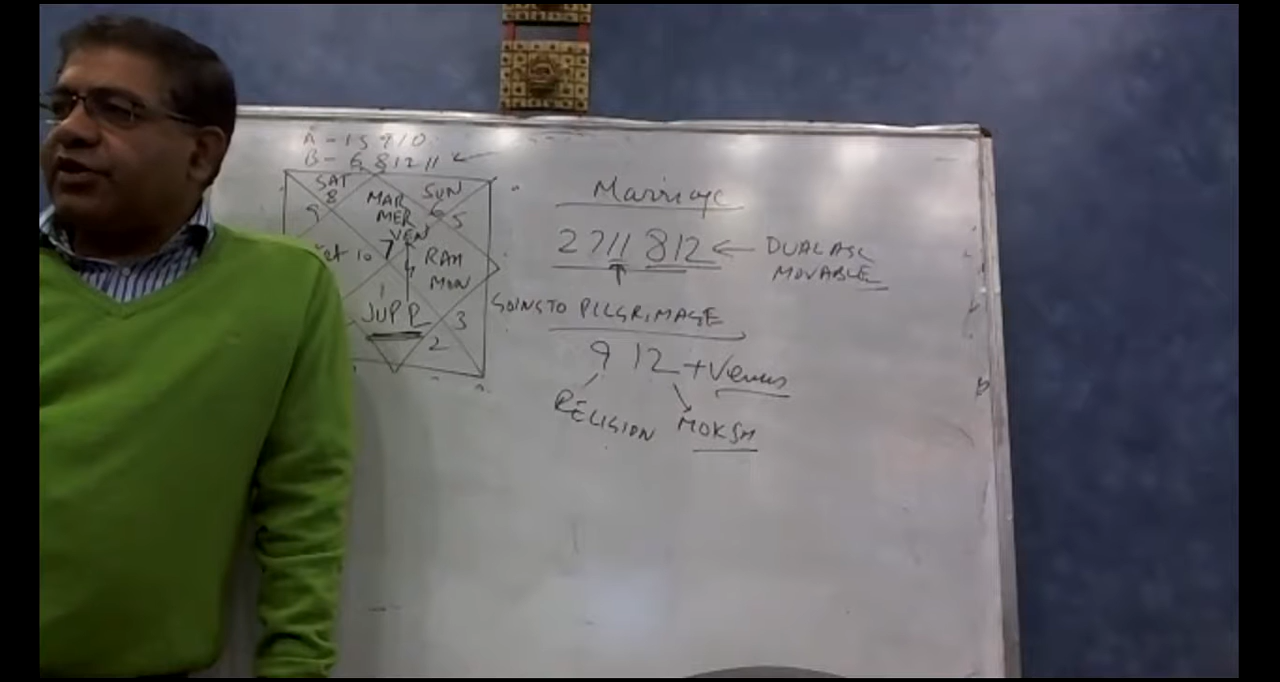 A - 1 5 9 10
B - 6 8 12 11
SAT
8
9
MAR
MER
VEN
7
SUN
6
5
10
RAH
MON
1
JUP R
3
2
Marriage
2 7 11 8 12 ← DUAL ASC
MOVABLE
GOING TO PILGRIMAGE
9 12 + Venus
RELIGION
MOKSH